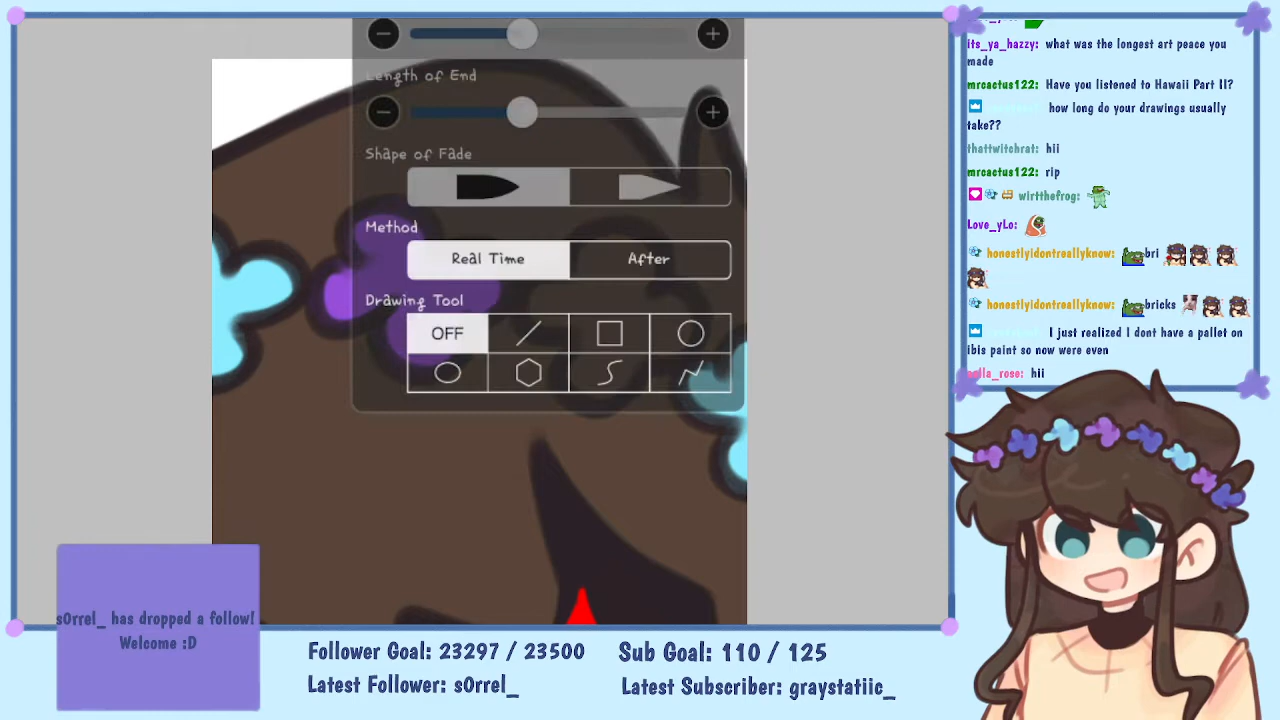 Length of End
Shape of Fade
Method
Real Time
After
Drawing Tool
OFF
its_ya_hazzy: what was the longest art peace you
made
mrcactus122: Have you listened to Hawaii Part II?
how long do your drawings usually
take??
thattwitchrat: hii
mrcactus122: rip
wirtthefrog:
Love_yLo:
honestlyidontreallyknow: bri
honestlyidontreallyknow: bricks
I just realized I dont have a pallet on
ibis paint so now were even
hii
s0rrel_ has dropped a follow!
Welcome :D
Follower Goal: 23297 / 23500
Latest Follower: s0rrel_
Sub Goal: 110 / 125
Latest Subscriber: graystatiic_